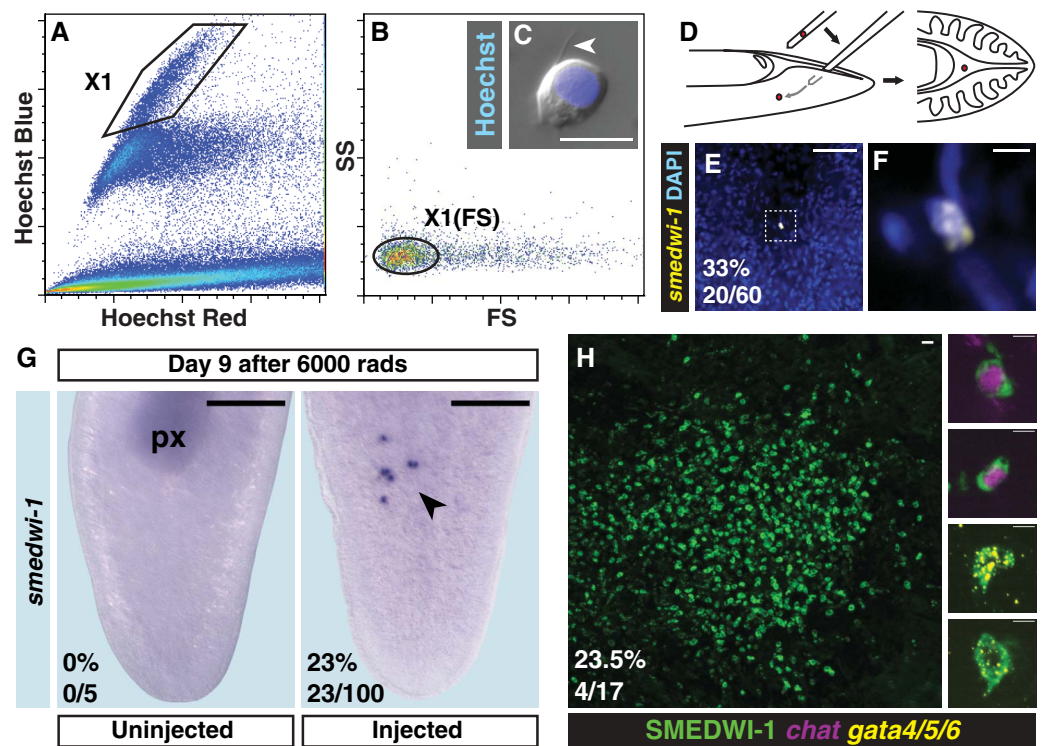 A
X1
Hoechst Blue
Hoechst Red
B
SS
X1(FS)
FS
Hoechst
C
D
smedwi-1 DAPI
E
33%
20/60
F
G
Day 9 after 6000 rads
smedwi-1
px
0%
0/5
Uninjected
23%
23/100
Injected
H
23.5%
4/17
SMEDWI-1 chat gata4/5/6